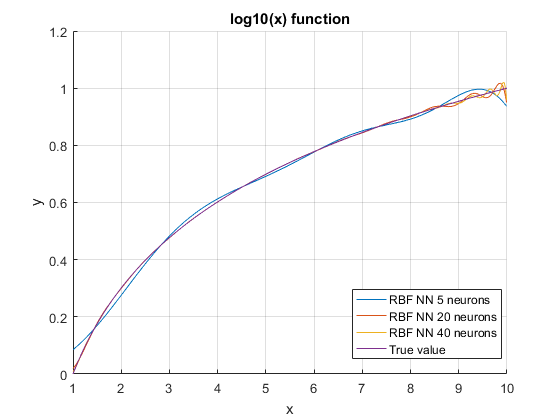 log10(x) function
y
1.2
1
0.8
0.6
0.4
0.2
0
RBF NN 5 neurons
RBF NN 20 neurons
RBF NN 40 neurons
True value
1 2 3 4 5 6 7 8 9 10
x